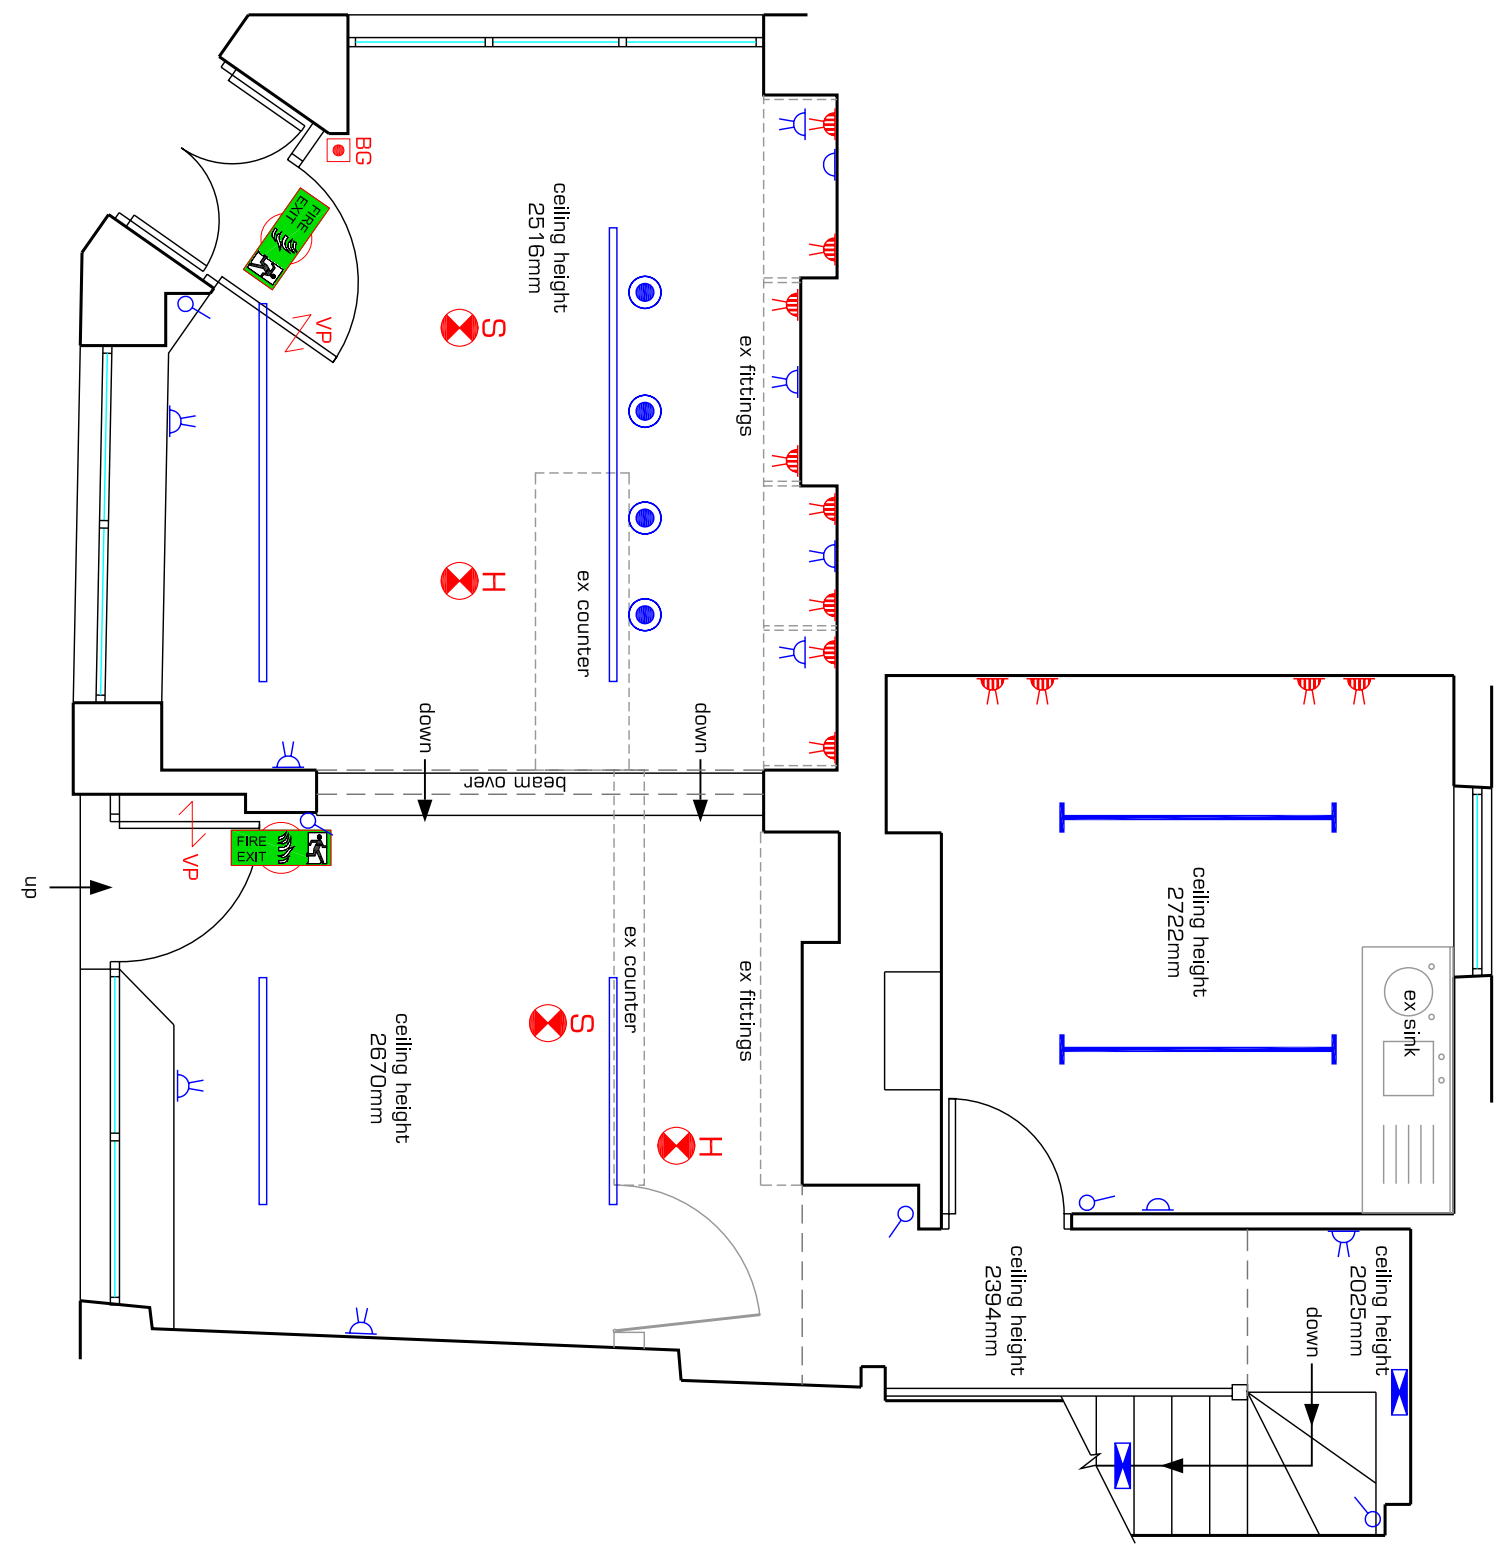 BG
FIRE
EXIT
VP
ceiling height
2516mm
S
ex fittings
H
ex counter
down
down
beam over
FIRE
EXIT
VP
up
ceiling height
2722mm
ex sink
ex counter
ex fittings
S
ceiling height
2670mm
H
ceiling height
2394mm
ceiling height
2025mm
down